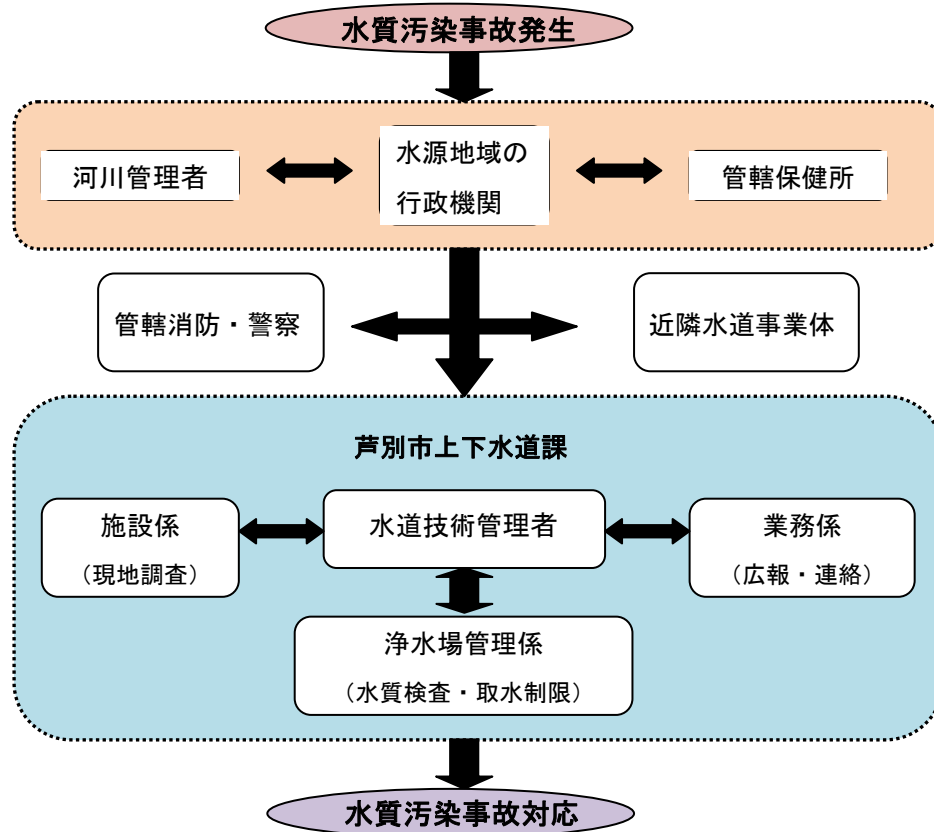 水質汚染事故発生
河川管理者
水源地域の
行政機関
管轄保健所
管轄消防・警察
近隣水道事業体
芦別市上下水道課
施設係
（現地調査）
水道技術管理者
業務係
（広報・連絡）
浄水場管理係
（水質検査・取水制限）
水質汚染事故対応